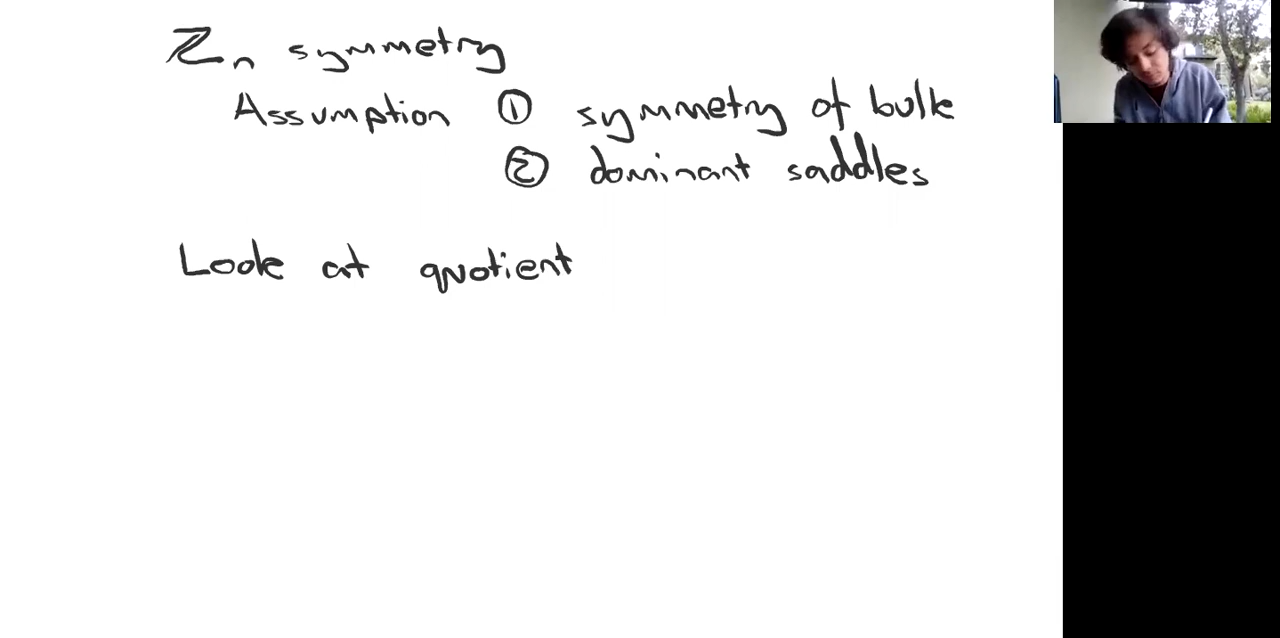 Zn symmetry
Assumption ① symmetry of bulk
② dominant saddles
Look at quotient